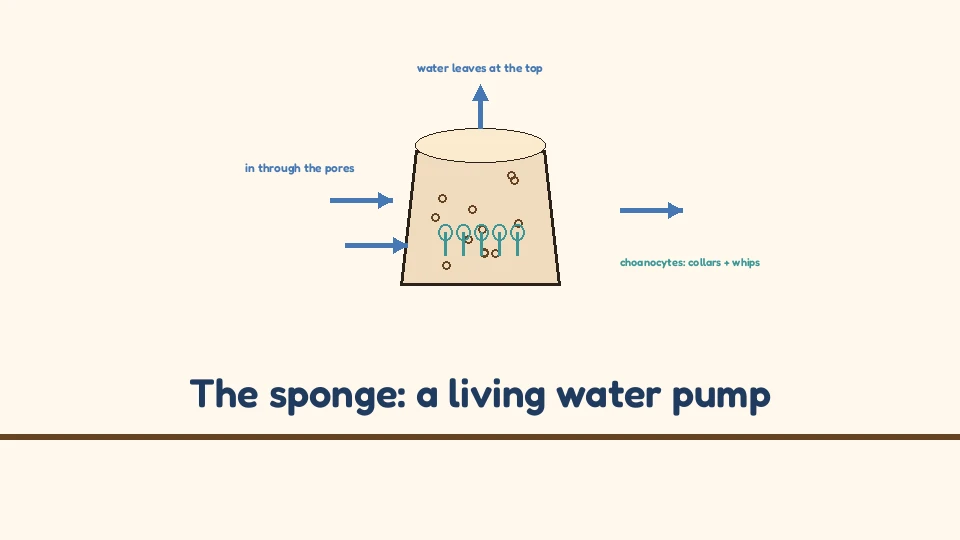 water leaves at the top
in through the pores
choanocytes: collars + whips
The sponge: a living water pump